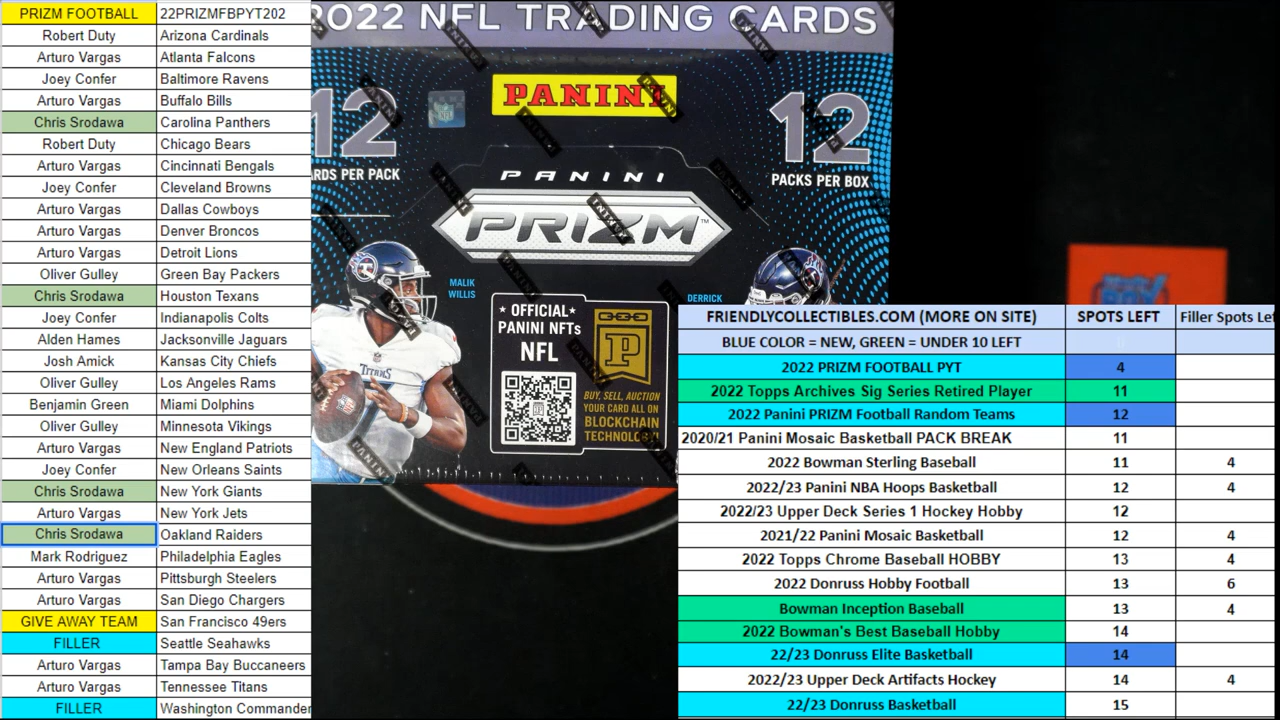 PRIZM FOOTBALL 22PRIZMFBPYT202
Robert Duty Arizona Cardinals
Arturo Vargas Atlanta Falcons
Joey Confer Baltimore Ravens
Arturo Vargas Buffalo Bills
Chris Srodawa Carolina Panthers
Robert Duty Chicago Bears
Arturo Vargas Cincinnati Bengals
Joey Confer Cleveland Browns
Arturo Vargas Dallas Cowboys
Arturo Vargas Denver Broncos
Arturo Vargas Detroit Lions
Oliver Gulley Green Bay Packers
Chris Srodawa Houston Texans
Joey Confer Indianapolis Colts
Alden Hames Jacksonville Jaguars
Josh Amick Kansas City Chiefs
Oliver Gulley Los Angeles Rams
Benjamin Green Miami Dolphins
Oliver Gulley Minnesota Vikings
Arturo Vargas New England Patriots
Joey Confer New Orleans Saints
Chris Srodawa New York Giants
Arturo Vargas New York Jets
Chris Srodawa Oakland Raiders
Mark Rodriguez Philadelphia Eagles
Arturo Vargas Pittsburgh Steelers
Arturo Vargas San Diego Chargers
GIVE AWAY TEAM San Francisco 49ers
FILLER Seattle Seahawks
Arturo Vargas Tampa Bay Buccaneers
Arturo Vargas Tennessee Titans
FILLER Washington Commander
2022 NFL TRADING CARDS
PANINI
12
ARDS PER PACK
12
PACKS PER BOX
PANINI
PRIZM™
MALIK
WILLIS
DERRICK
TITANS
★ OFFICIAL ★
PANINI NFTs
NFL
P
BUY, SELL, AUCTION
YOUR CARD ALL ON
BLOCKCHAIN
TECHNOLOGY!
FRIENDLYCOLLECTIBLES.COM (MORE ON SITE) SPOTS LEFT Filler Spots Lef
BLUE COLOR = NEW, GREEN = UNDER 10 LEFT
2022 PRIZM FOOTBALL PYT 4
2022 Topps Archives Sig Series Retired Player 11
2022 Panini PRIZM Football Random Teams 12
2020/21 Panini Mosaic Basketball PACK BREAK 11
2022 Bowman Sterling Baseball 11 4
2022/23 Panini NBA Hoops Basketball 12 4
2022/23 Upper Deck Series 1 Hockey Hobby 12
2021/22 Panini Mosaic Basketball 12 4
2022 Topps Chrome Baseball HOBBY 13 4
2022 Donruss Hobby Football 13 6
Bowman Inception Baseball 13 4
2022 Bowman's Best Baseball Hobby 14
22/23 Donruss Elite Basketball 14
2022/23 Upper Deck Artifacts Hockey 14 4
22/23 Donruss Basketball 15